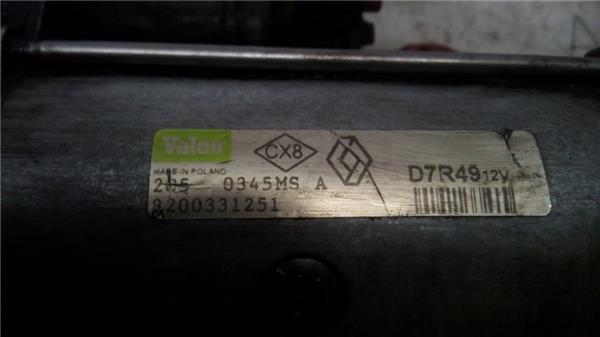 Valeo
CX8
MADE IN POLAND
D7R49 12V
0345MS A
8200331251